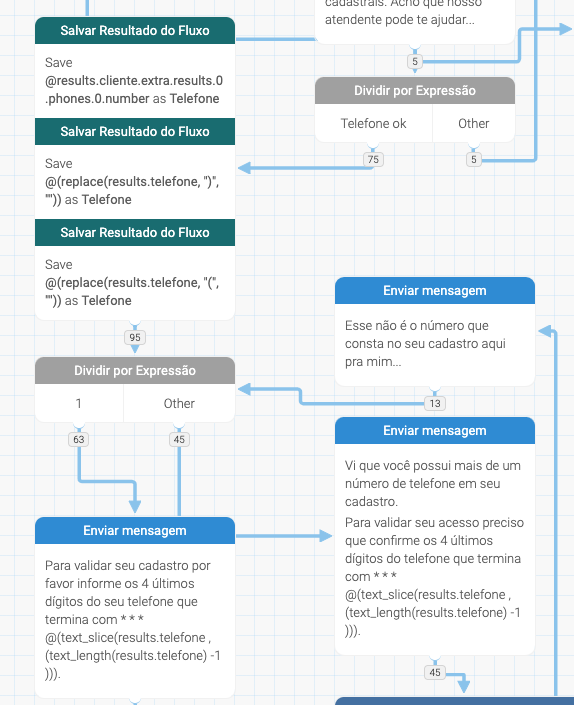 cadastrais. Acho que nosso
atendente pode te ajudar...
5
Dividir por Expressão
Telefone ok
Other
75
5
Salvar Resultado do Fluxo
Save
@results.cliente.extra.results.0
.phones.0.number as Telefone
Salvar Resultado do Fluxo
Save
@(replace(results.telefone, ")",
"")) as Telefone
Salvar Resultado do Fluxo
Save
@(replace(results.telefone, "(",
"")) as Telefone
95
Dividir por Expressão
1
Other
63
45
Enviar mensagem
Esse não é o número que
consta no seu cadastro aqui
pra mim...
13
Enviar mensagem
Vi que você possui mais de um
número de telefone em seu
cadastro.
Para validar seu acesso preciso
que confirme os 4 últimos
dígitos do telefone que termina
com * * *
@(text_slice(results.telefone ,
(text_length(results.telefone) -1
))).
45
Enviar mensagem
Para validar seu cadastro por
favor informe os 4 últimos
dígitos do seu telefone que
termina com * * *
@(text_slice(results.telefone ,
(text_length(results.telefone) -1
))).